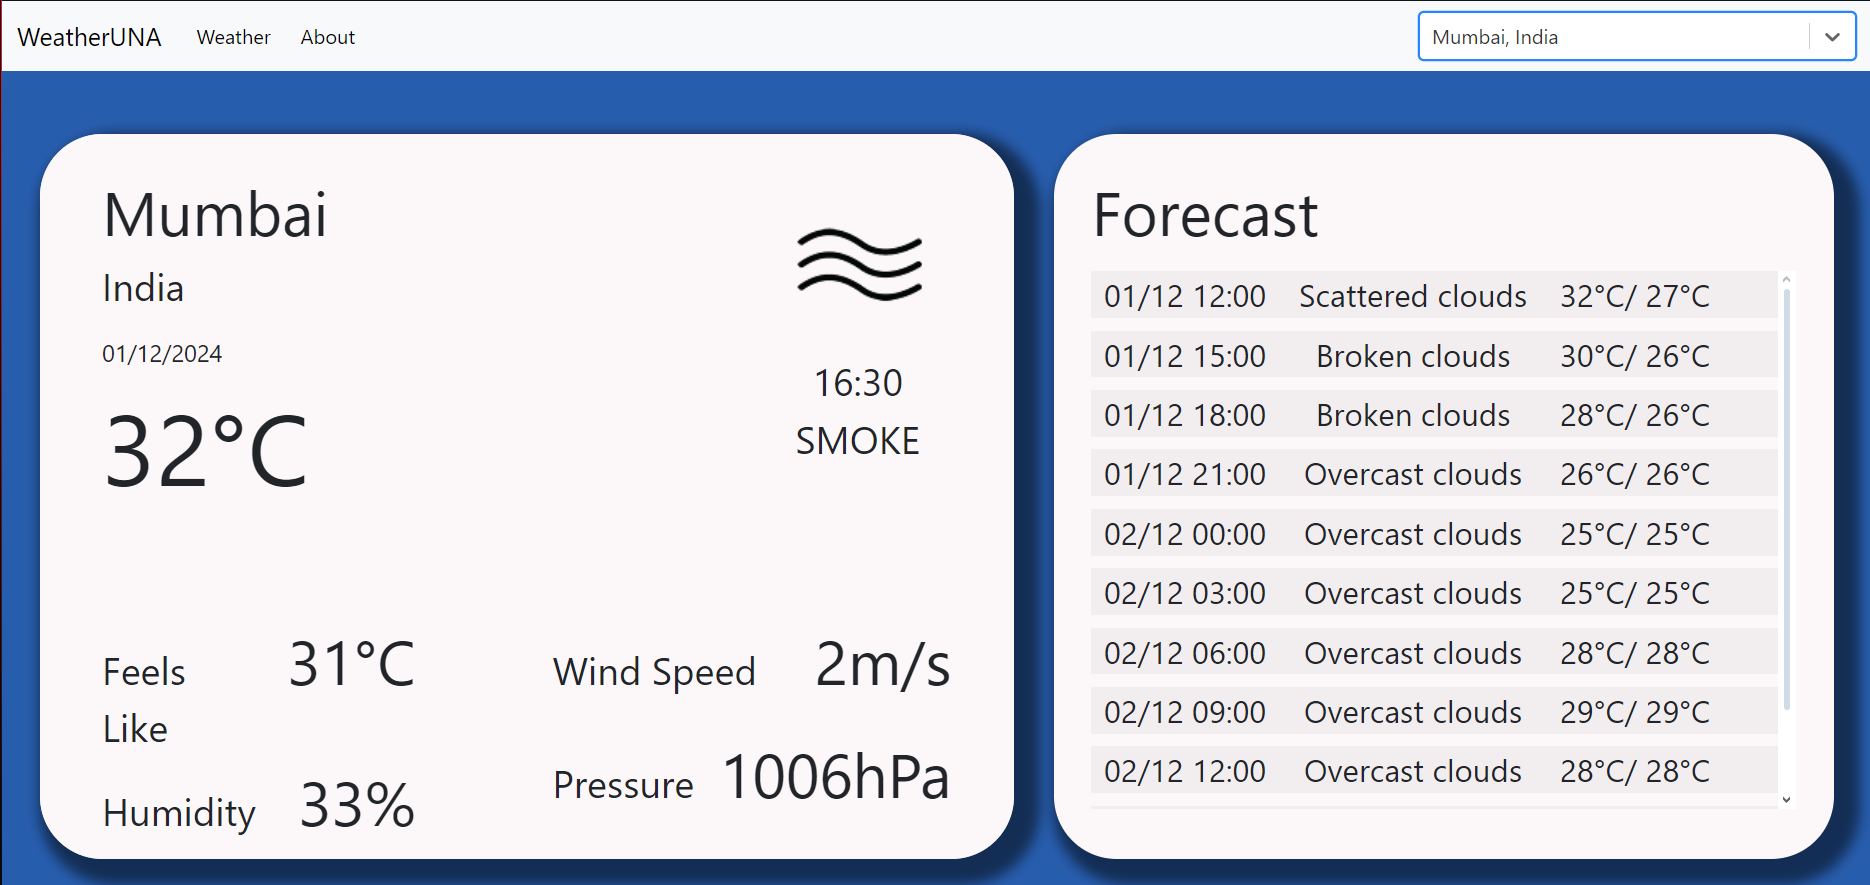 WeatherUNA Weather About Mumbai, India
Mumbai
India
01/12/2024
32°C
16:30
SMOKE
Feels Like 31°C
Humidity 33%
Wind Speed 2m/s
Pressure 1006hPa
Forecast
01/12 12:00 Scattered clouds 32°C/ 27°C
01/12 15:00 Broken clouds 30°C/ 26°C
01/12 18:00 Broken clouds 28°C/ 26°C
01/12 21:00 Overcast clouds 26°C/ 26°C
02/12 00:00 Overcast clouds 25°C/ 25°C
02/12 03:00 Overcast clouds 25°C/ 25°C
02/12 06:00 Overcast clouds 28°C/ 28°C
02/12 09:00 Overcast clouds 29°C/ 29°C
02/12 12:00 Overcast clouds 28°C/ 28°C